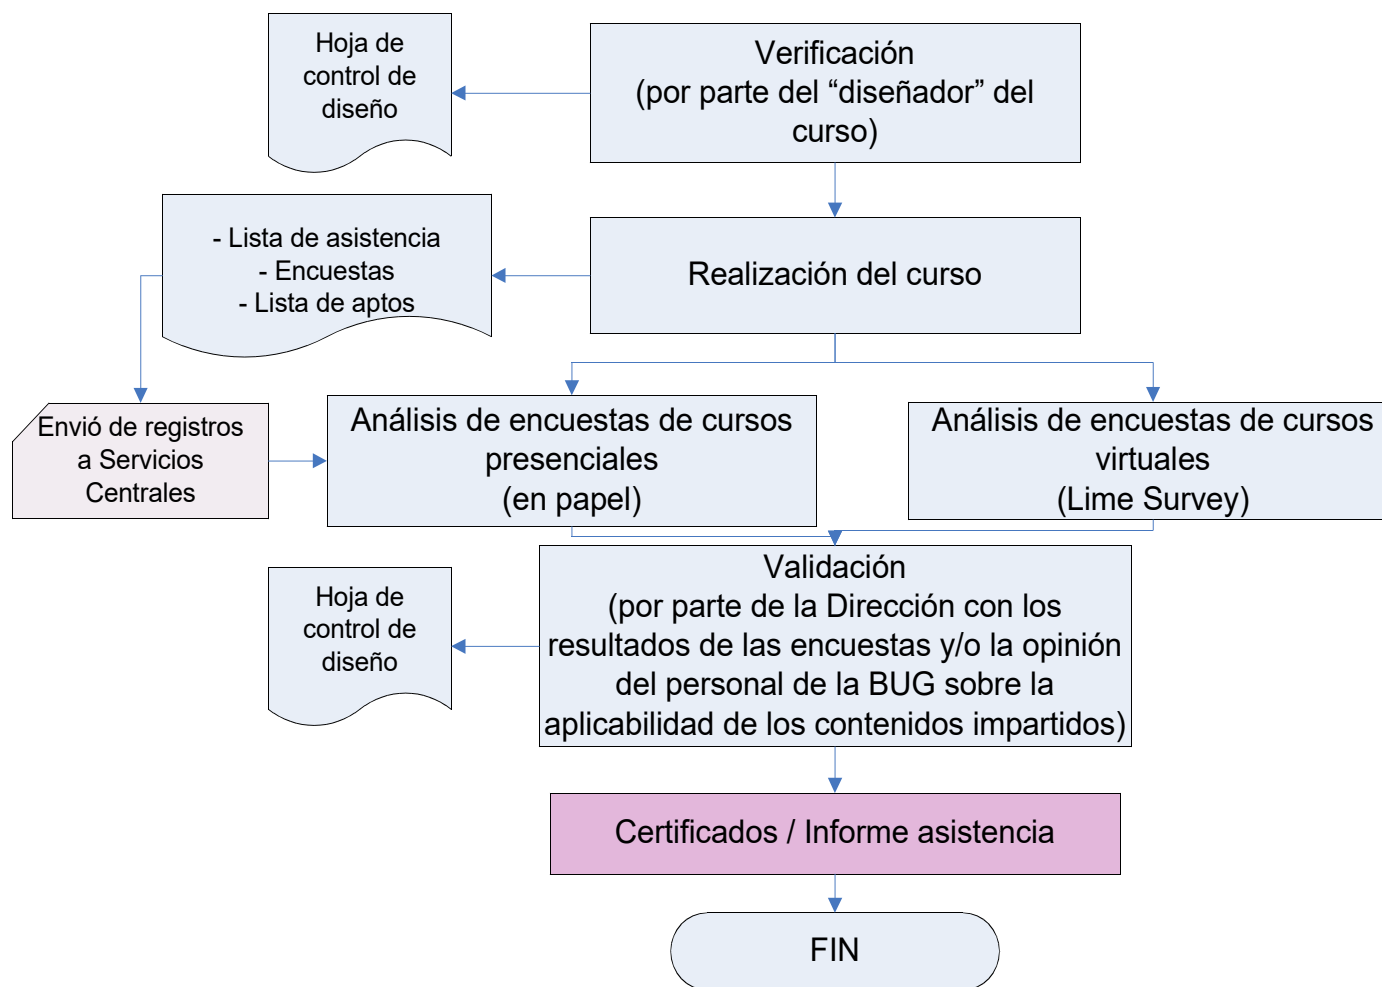 Hoja de
control de
diseño
Verificación
(por parte del “diseñador” del
curso)
- Lista de asistencia
- Encuestas
- Lista de aptos
Realización del curso
Envió de registros
a Servicios
Centrales
Análisis de encuestas de cursos
presenciales
(en papel)
Análisis de encuestas de cursos
virtuales
(Lime Survey)
Hoja de
control de
diseño
Validación
(por parte de la Dirección con los
resultados de las encuestas y/o la opinión
del personal de la BUG sobre la
aplicabilidad de los contenidos impartidos)
Certificados / Informe asistencia
FIN